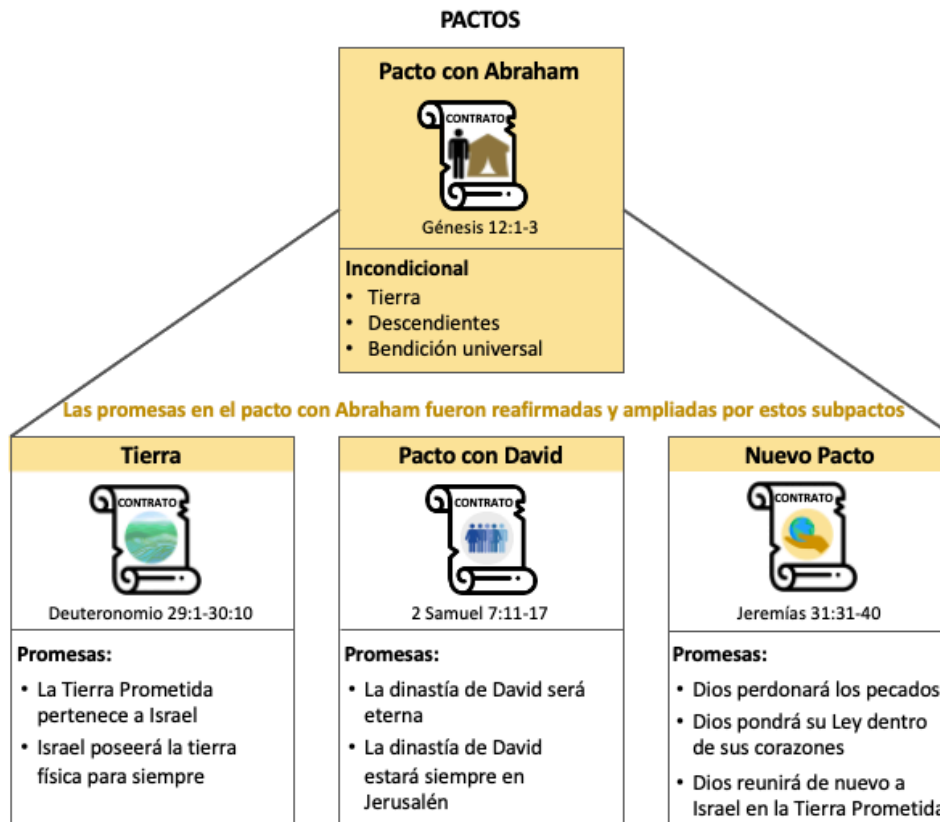 PACTOS
Pacto con Abraham
CONTRATO
Génesis 12:1-3
Incondicional
• Tierra
• Descendientes
• Bendición universal
Las promesas en el pacto con Abraham fueron reafirmadas y ampliadas por estos subpactos
Tierra
CONTRATO
Deuteronomio 29:1-30:10
Promesas:
• La Tierra Prometida
pertenece a Israel
• Israel poseerá la tierra
física para siempre
Pacto con David
CONTRATO
2 Samuel 7:11-17
Promesas:
• La dinastía de David será
eterna
• La dinastía de David
estará siempre en
Jerusalén
Nuevo Pacto
CONTRATO
Jeremías 31:31-40
Promesas:
• Dios perdonará los pecados
• Dios pondrá su Ley dentro
de sus corazones
• Dios reunirá de nuevo a
Israel en la Tierra Prometida